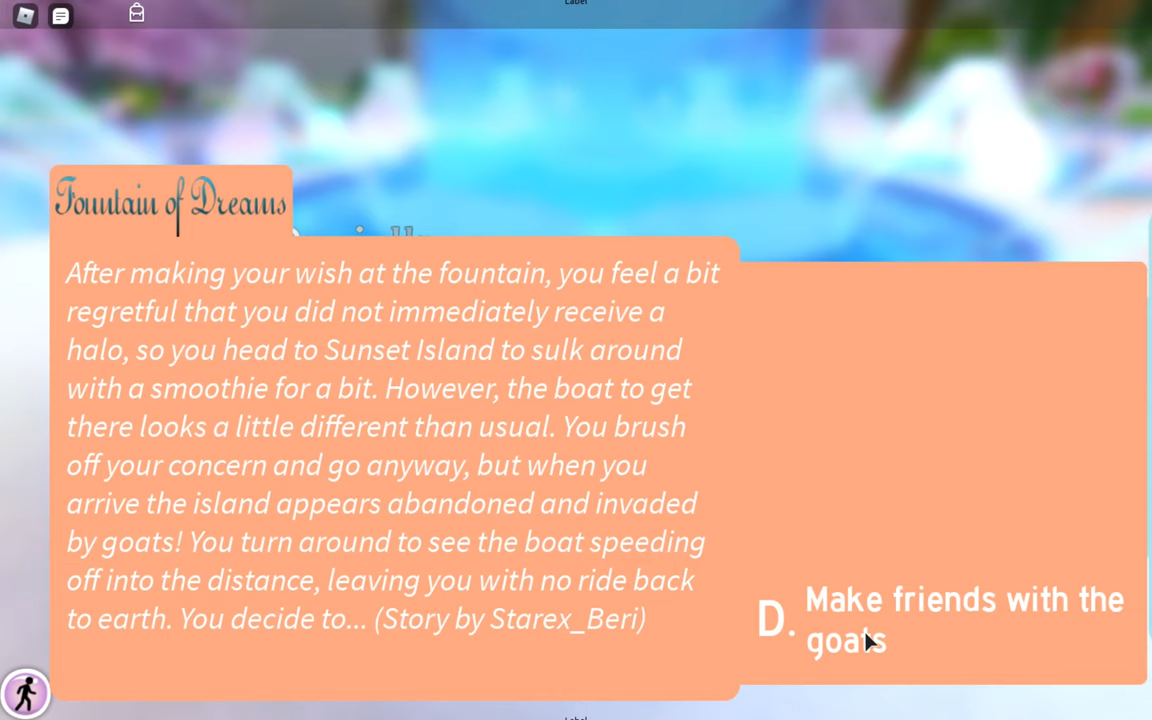 Label
Fountain of Dreams
After making your wish at the fountain, you feel a bit
regretful that you did not immediately receive a
halo, so you head to Sunset Island to sulk around
with a smoothie for a bit. However, the boat to get
there looks a little different than usual. You brush
off your concern and go anyway, but when you
arrive the island appears abandoned and invaded
by goats! You turn around to see the boat speeding
off into the distance, leaving you with no ride back
to earth. You decide to... (Story by Starex_Beri)
D. Make friends with the
goats
Label